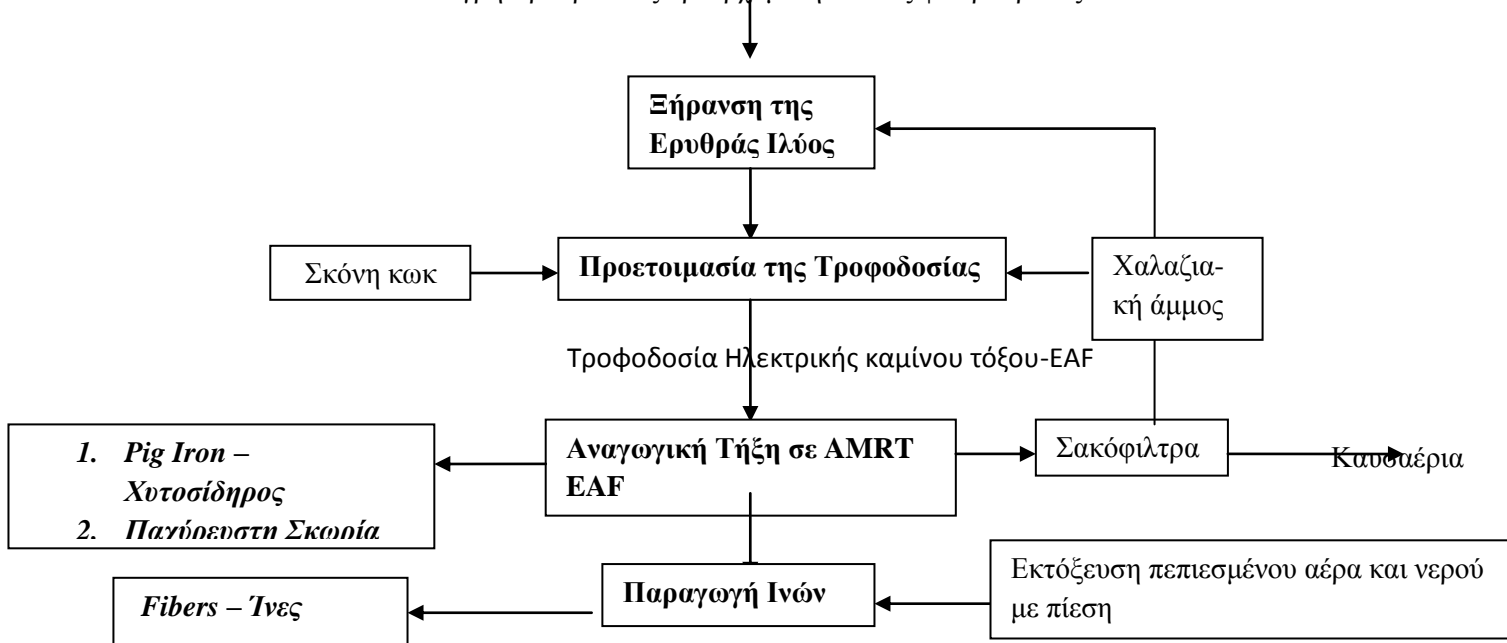 Ξήρανση της
Ερυθράς Ιλύος
Σκόνη κωκ
Προετοιμασία της Τροφοδοσίας
Χαλαζια-
κή άμμος
Τροφοδοσία Ηλεκτρικής καμίνου τόξου-EAF
1. Pig Iron –
Χυτοσίδηρος
2. Παχύρευστη Σκωρία
Αναγωγική Τήξη σε AMRT
EAF
Σακόφιλτρα
Καυσαέρια
Fibers – Ίνες
Παραγωγή Ινών
Εκτόξευση πεπιεσμένου αέρα και νερού
με πίεση